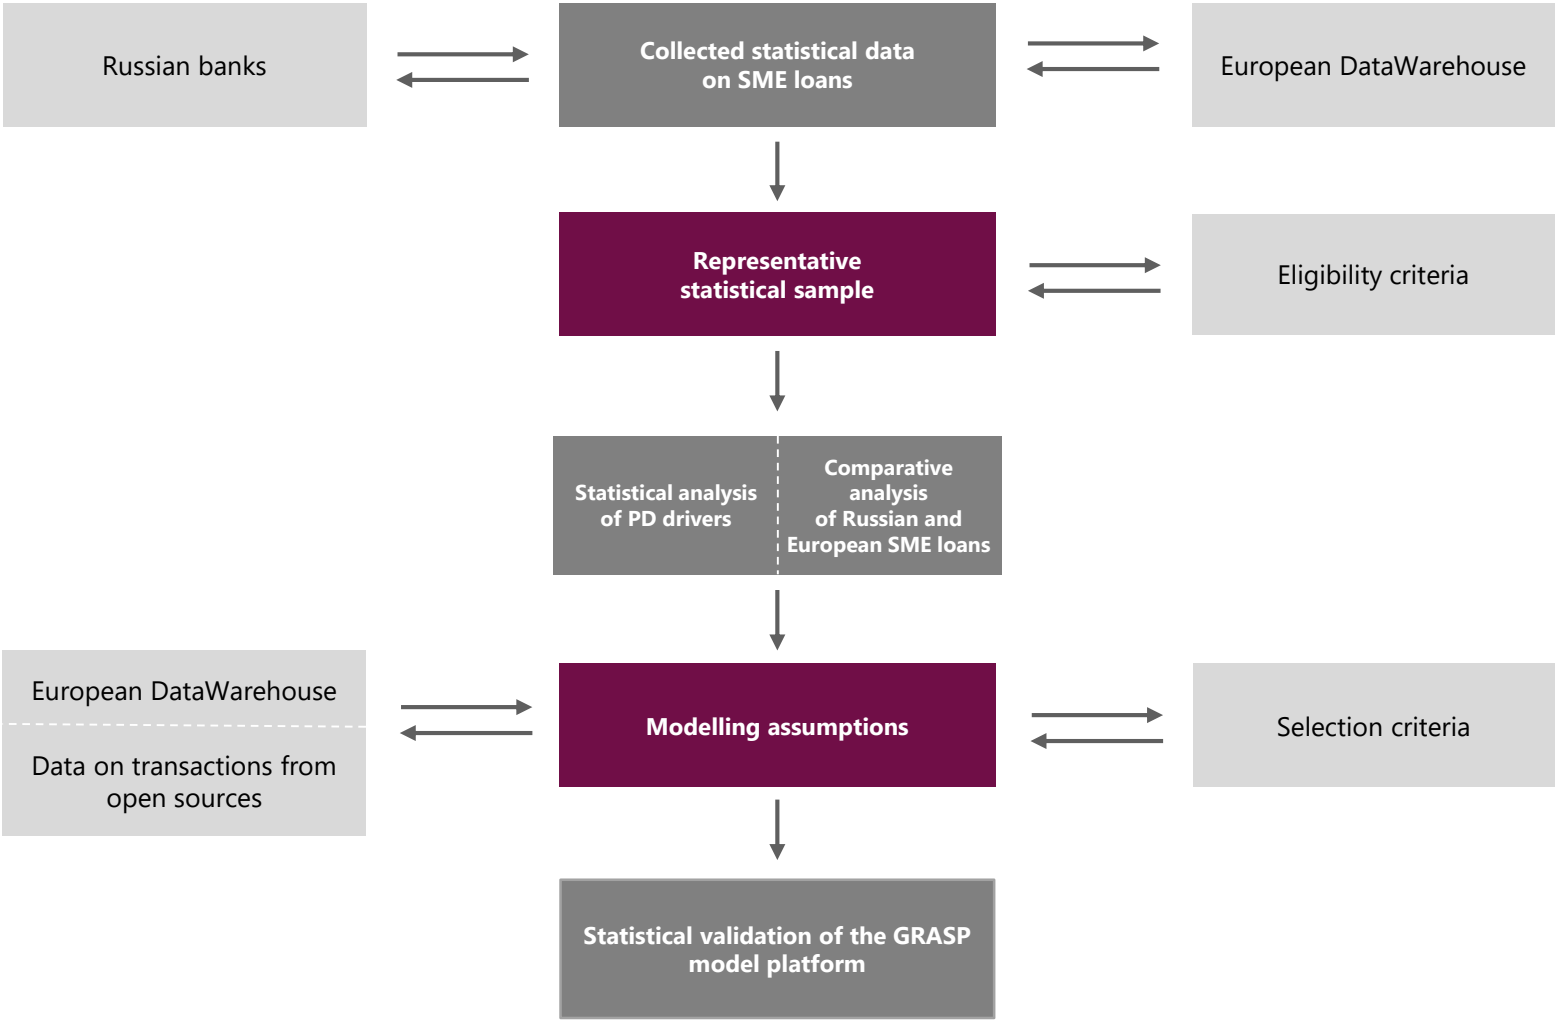 Russian banks
Collected statistical data
on SME loans
European DataWarehouse
Representative
statistical sample
Eligibility criteria
Statistical analysis
of PD drivers
Comparative
analysis
of Russian and
European SME loans
European DataWarehouse
Data on transactions from
open sources
Modelling assumptions
Selection criteria
Statistical validation of the GRASP
model platform